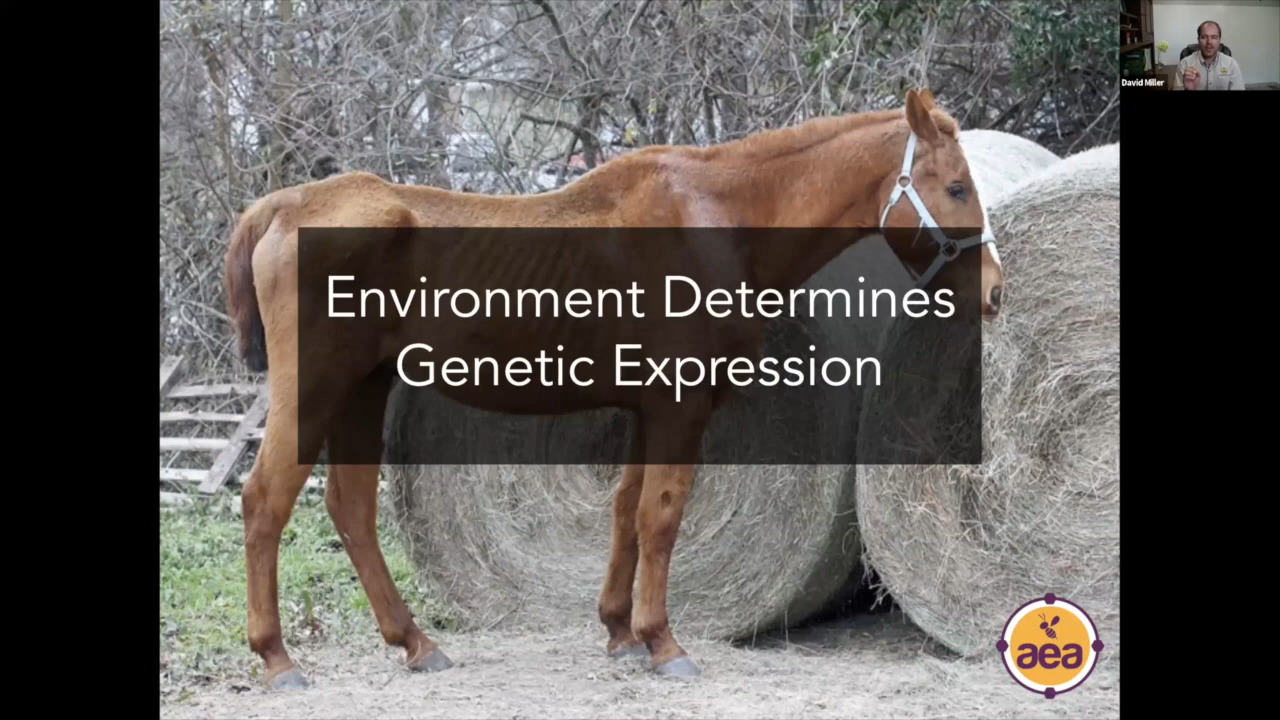 David Miller
Environment Determines
Genetic Expression
aea